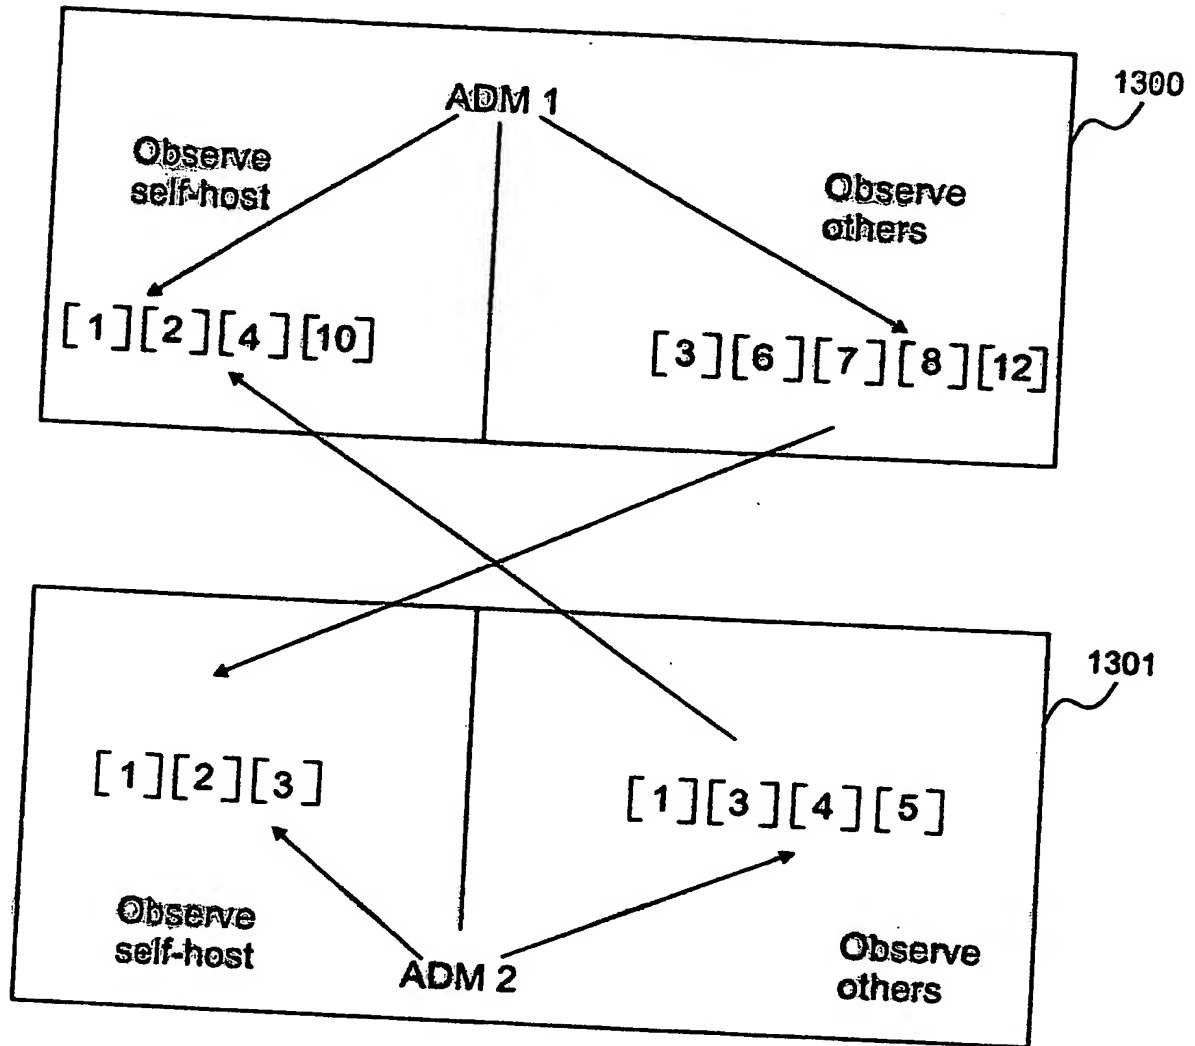 1300
ADM 1
Observe
self-host
Observe
others
[1][2][4][10]
[3][6][7][8][12]
1301
[1][2][3]
[1][3][4][5]
Observe
self-host
ADM 2
Observe
others